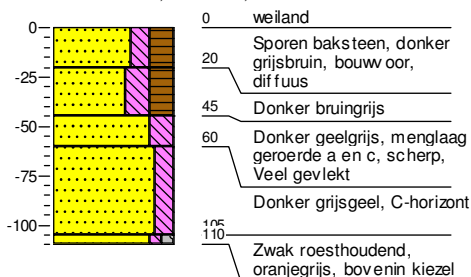 0
-25
-50
-75
-100
0 weiland
Sporen baksteen, donker
20 grijsbruin, bouwvoor,
diffuus
45 Donker bruingrijs
60 Donker geelgrijs, menglaag
geroerde a en c, scherp,
Veel gevlekt
Donker grijsgeel, C-horizont
105
110
Zwak roesthoudend,
oranjegrijs, bovenin kiezel